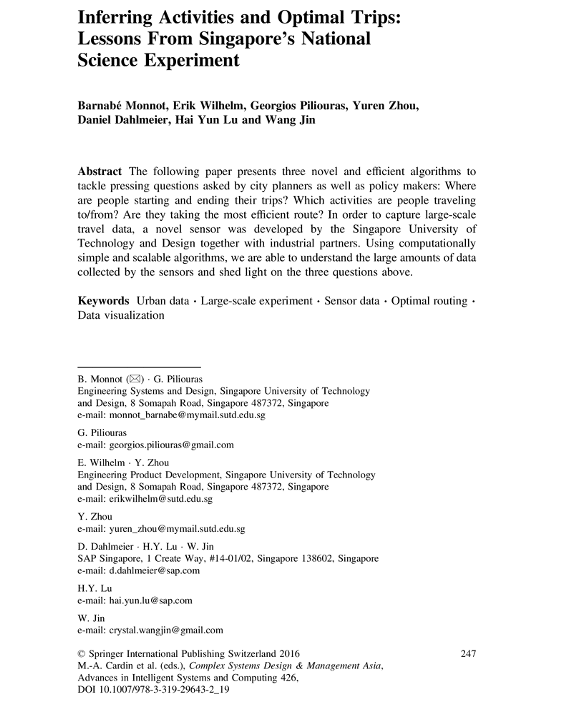 Inferring Activities and Optimal Trips:
Lessons From Singapore's National
Science Experiment
Barnabé Monnot, Erik Wilhelm, Georgios Piliouras, Yuren Zhou,
Daniel Dahlmeier, Hai Yun Lu and Wang Jin
Abstract The following paper presents three novel and efficient algorithms to
tackle pressing questions asked by city planners as well as policy makers: Where
are people starting and ending their trips? Which activities are people traveling
to/from? Are they taking the most efficient route? In order to capture large-scale
travel data, a novel sensor was developed by the Singapore University of
Technology and Design together with industrial partners. Using computationally
simple and scalable algorithms, we are able to understand the large amounts of data
collected by the sensors and shed light on the three questions above.
Keywords Urban data · Large-scale experiment · Sensor data · Optimal routing ·
Data visualization
B. Monnot (✉) · G. Piliouras
Engineering Systems and Design, Singapore University of Technology
and Design, 8 Somapah Road, Singapore 487372, Singapore
e-mail: monnot_barnabe@mymail.sutd.edu.sg
G. Piliouras
e-mail: georgios.piliouras@gmail.com
E. Wilhelm · Y. Zhou
Engineering Product Development, Singapore University of Technology
and Design, 8 Somapah Road, Singapore 487372, Singapore
e-mail: erikwilhelm@sutd.edu.sg
Y. Zhou
e-mail: yuren_zhou@mymail.sutd.edu.sg
D. Dahlmeier · H.Y. Lu · W. Jin
SAP Singapore, 1 Create Way, #14-01/02, Singapore 138602, Singapore
e-mail: d.dahlmeier@sap.com
H.Y. Lu
e-mail: hai.yun.lu@sap.com
W. Jin
e-mail: crystal.wangjin@gmail.com
© Springer International Publishing Switzerland 2016 247
M.-A. Cardin et al. (eds.), Complex Systems Design & Management Asia,
Advances in Intelligent Systems and Computing 426,
DOI 10.1007/978-3-319-29643-2_19